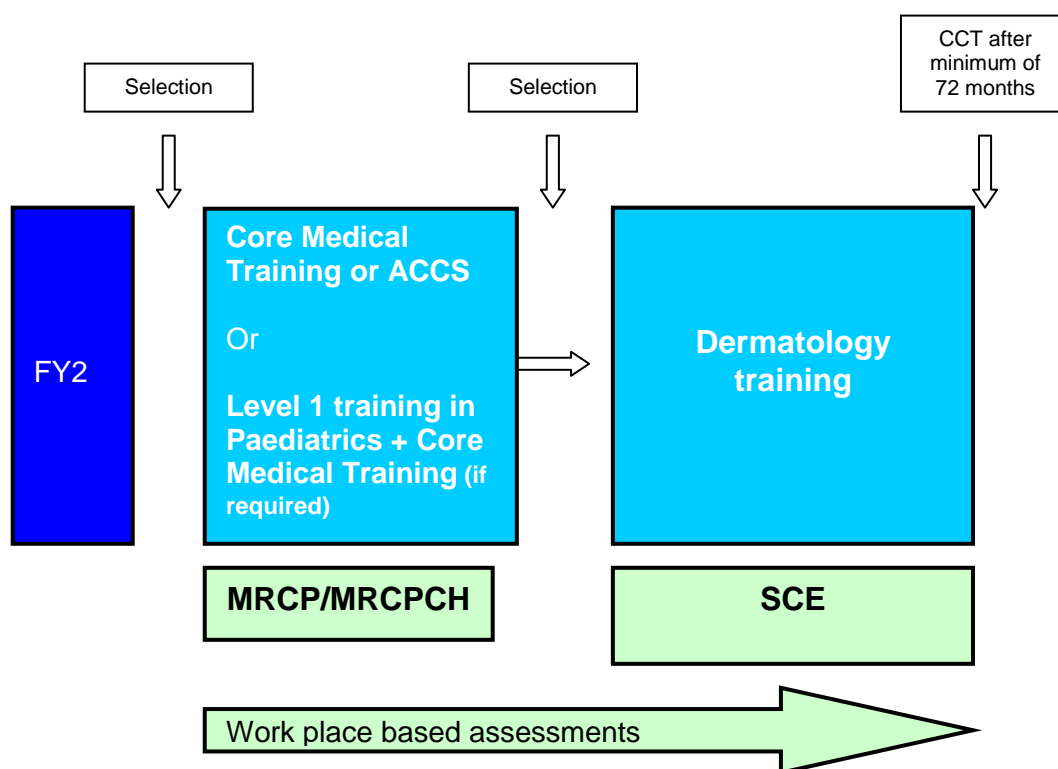 Selection
Selection
CCT after
minimum of
72 months
FY2
Core Medical
Training or ACCS
Or
Level 1 training in
Paediatrics + Core
Medical Training (if
required)
Dermatology
training
MRCP/MRCPCH
SCE
Work place based assessments